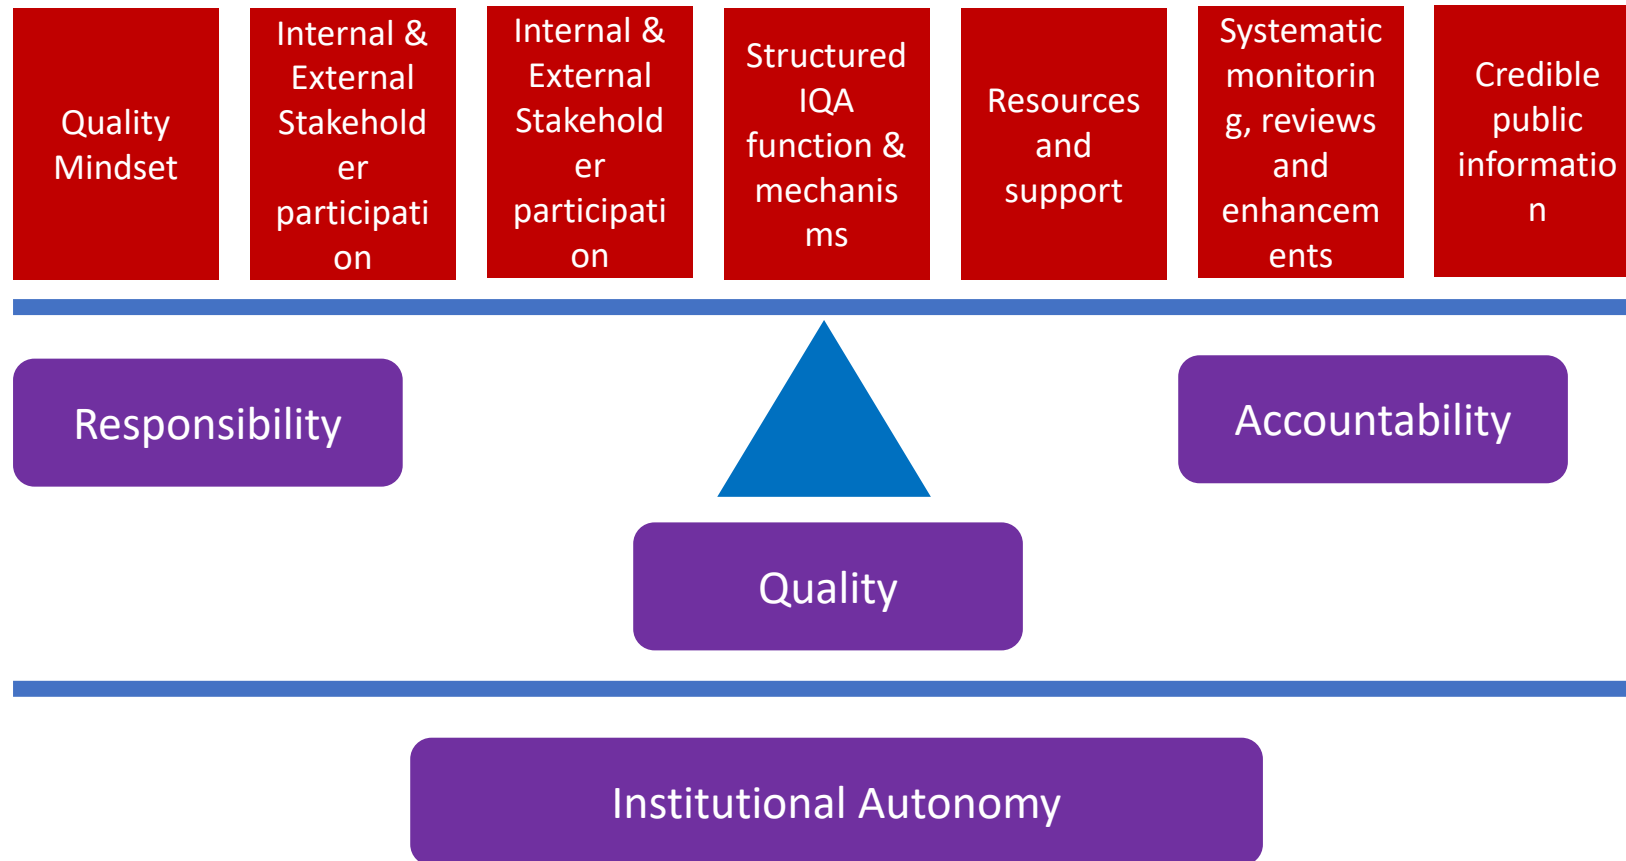 Quality
Mindset
Internal &
External
Stakehold
er
participati
on
Internal &
External
Stakehold
er
participati
on
Structured
IQA
function &
mechanis
ms
Resources
and
support
Systematic
monitorin
g, reviews
and
enhancem
ents
Credible
public
informatio
n
Responsibility
Accountability
Quality
Institutional Autonomy